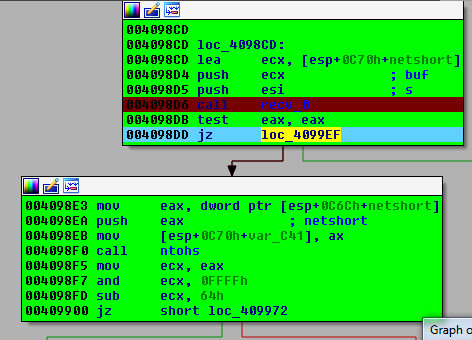 004098CD
004098CD loc_4098CD:
004098CD lea ecx, [esp+0C70h+netshort]
004098D4 push ecx ; buf
004098D5 push esi ; s
004098D6 call recv_0
004098DB test eax, eax
004098DD jz loc_4099EF
004098E3 mov eax, dword ptr [esp+0C6Ch+netshort]
004098EA push eax ; netshort
004098EB mov [esp+0C70h+var_C41], ax
004098F0 call ntohs
004098F5 mov ecx, eax
004098F7 and ecx, 0FFFFh
004098FD sub ecx, 64h
00409900 jz short loc_409972
Graph o